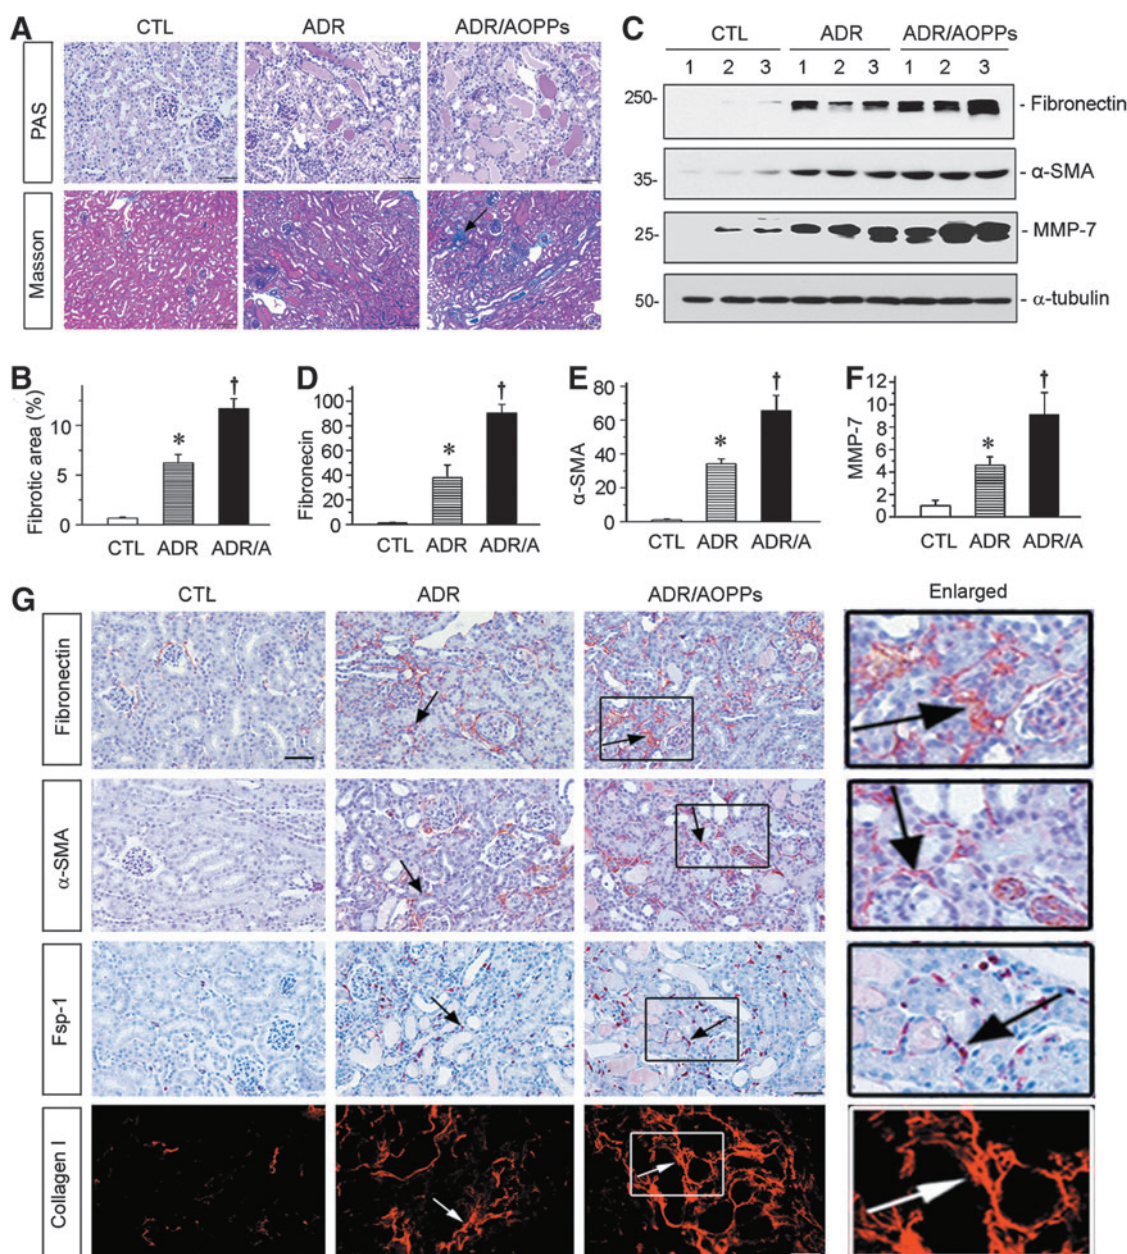 A
CTL ADR ADR/AOPPs
PAS
Masson
C
CTL ADR ADR/AOPPs
1 2 3 1 2 3 1 2 3
250- - Fibronectin
35- - α-SMA
25- - MMP-7
50- - α-tubulin
B
Fibrotic area (%)
10
5
0
* †
CTL ADR ADR/A
D
Fibronecin
100
80
60
40
20
0
* †
CTL ADR ADR/A
E
α-SMA
80
60
40
20
0
* †
CTL ADR ADR/A
F
MMP-7
12
10
8
6
4
2
0
* †
CTL ADR ADR/A
G
CTL ADR ADR/AOPPs Enlarged
Fibronectin
α-SMA
Fsp-1
Collagen I